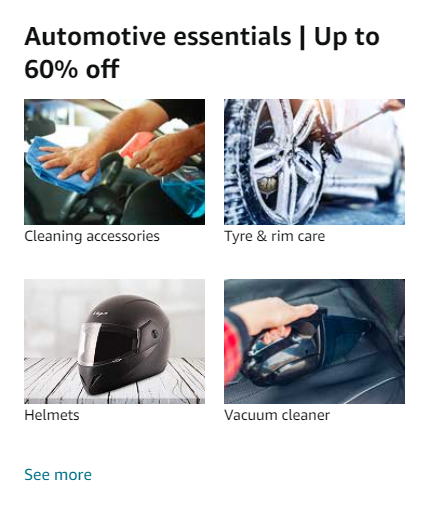 Automotive essentials | Up to
60% off
Cleaning accessories
Tyre & rim care
Helmets
Vacuum cleaner
See more